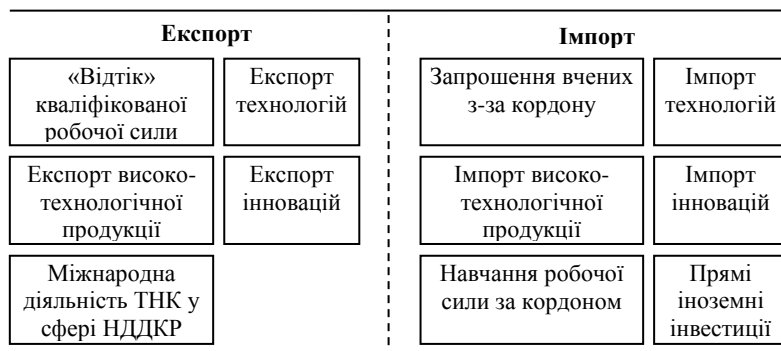 Експорт
«Відтік»
кваліфікованої
робочої сили
Експорт
технологій
Експорт високо-
технологічної
продукції
Експорт
інновацій
Міжнародна
діяльність ТНК у
сфері НДДКР
Імпорт
Запрошення вчених
з-за кордону
Імпорт
технологій
Імпорт високо-
технологічної
продукції
Імпорт
інновацій
Навчання робочої
сили за кордоном
Прямі
іноземні
інвестиції